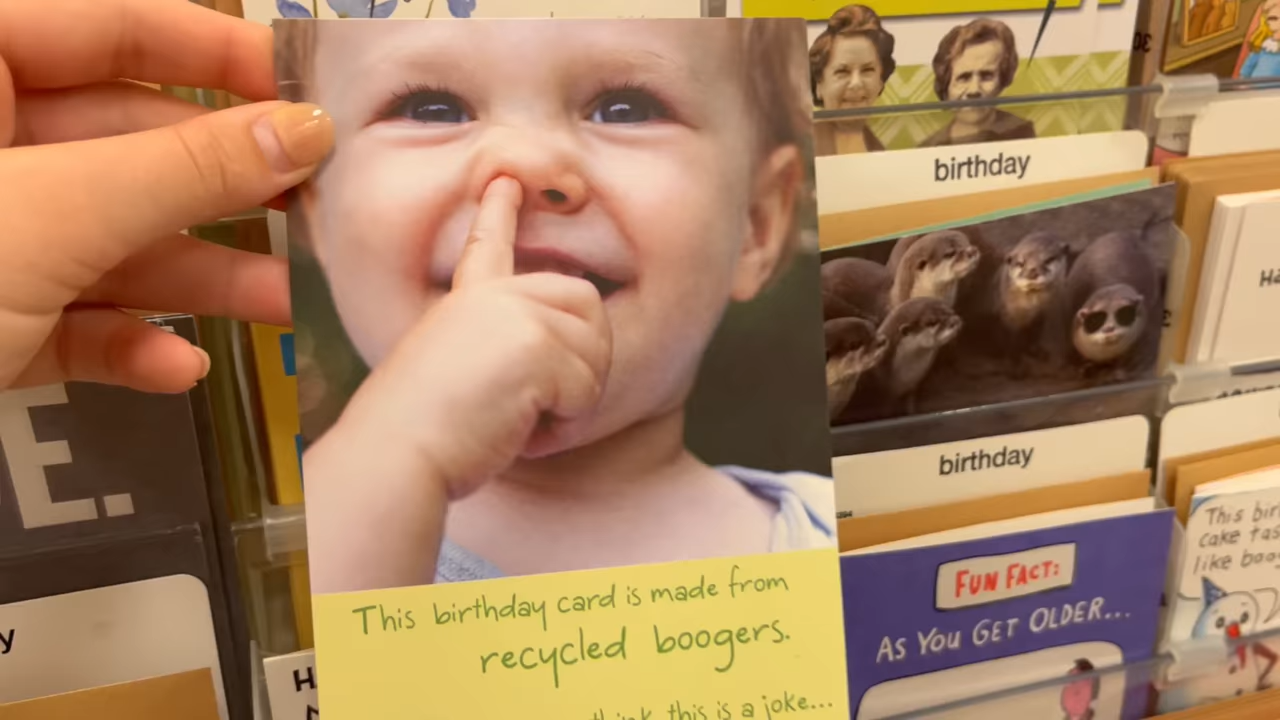 This birthday card is made from
recycled boogers.
think this is a joke...
birthday
birthday
FUN FACT:
AS YOU GET OLDER...
This bir
cake tas
like boo
E.
y
H